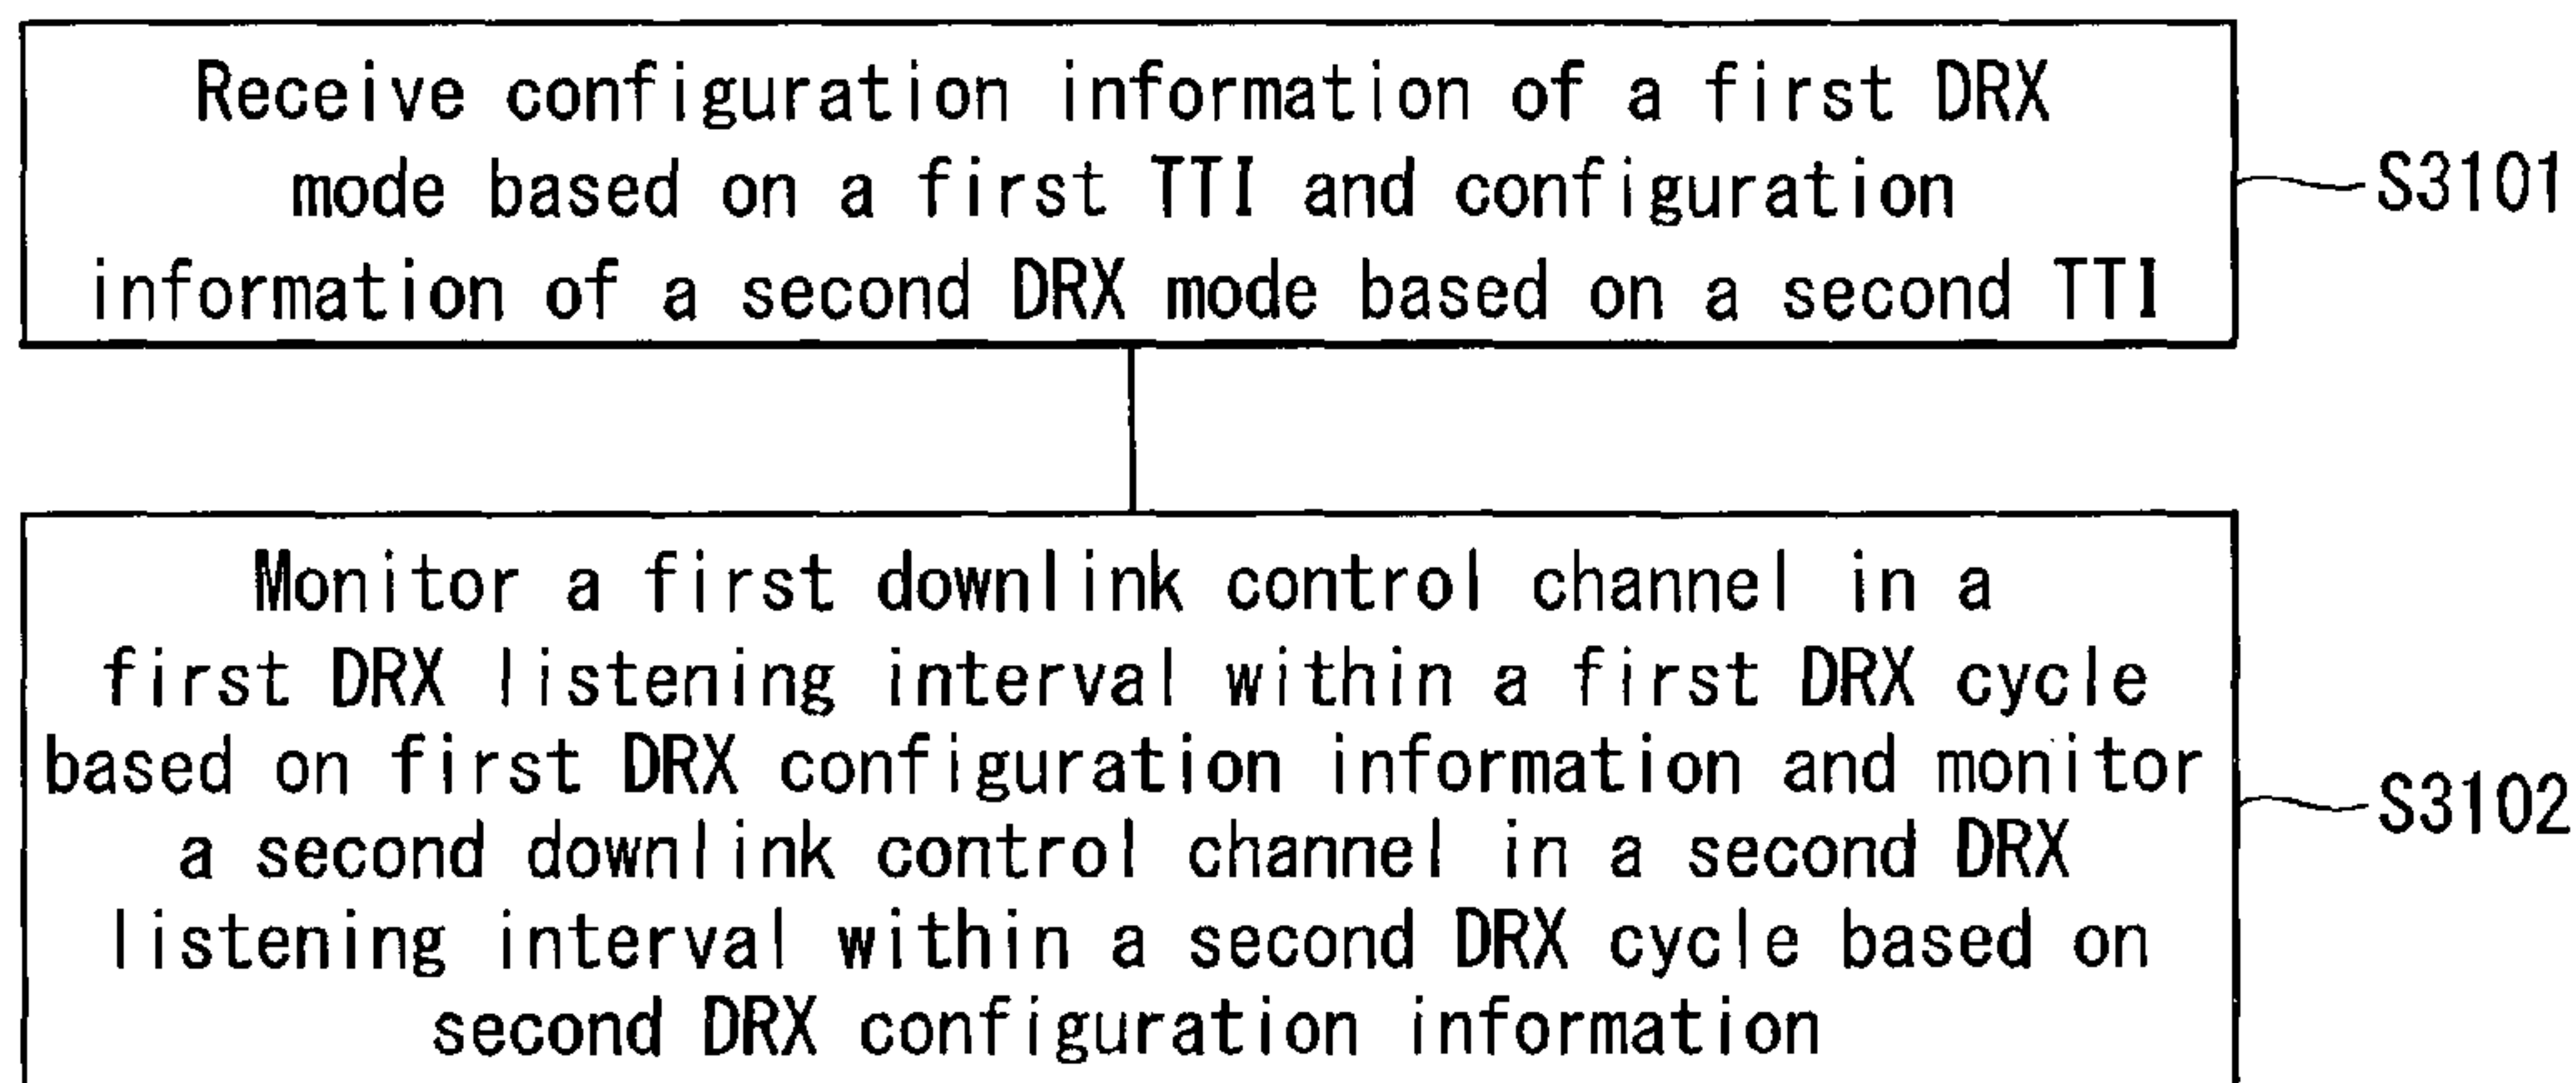 Receive configuration information of a first DRX
mode based on a first TTI and configuration
information of a second DRX mode based on a second TTI
S3101
Monitor a first downlink control channel in a
first DRX listening interval within a first DRX cycle
based on first DRX configuration information and monitor
a second downlink control channel in a second DRX
listening interval within a second DRX cycle based on
second DRX configuration information
S3102